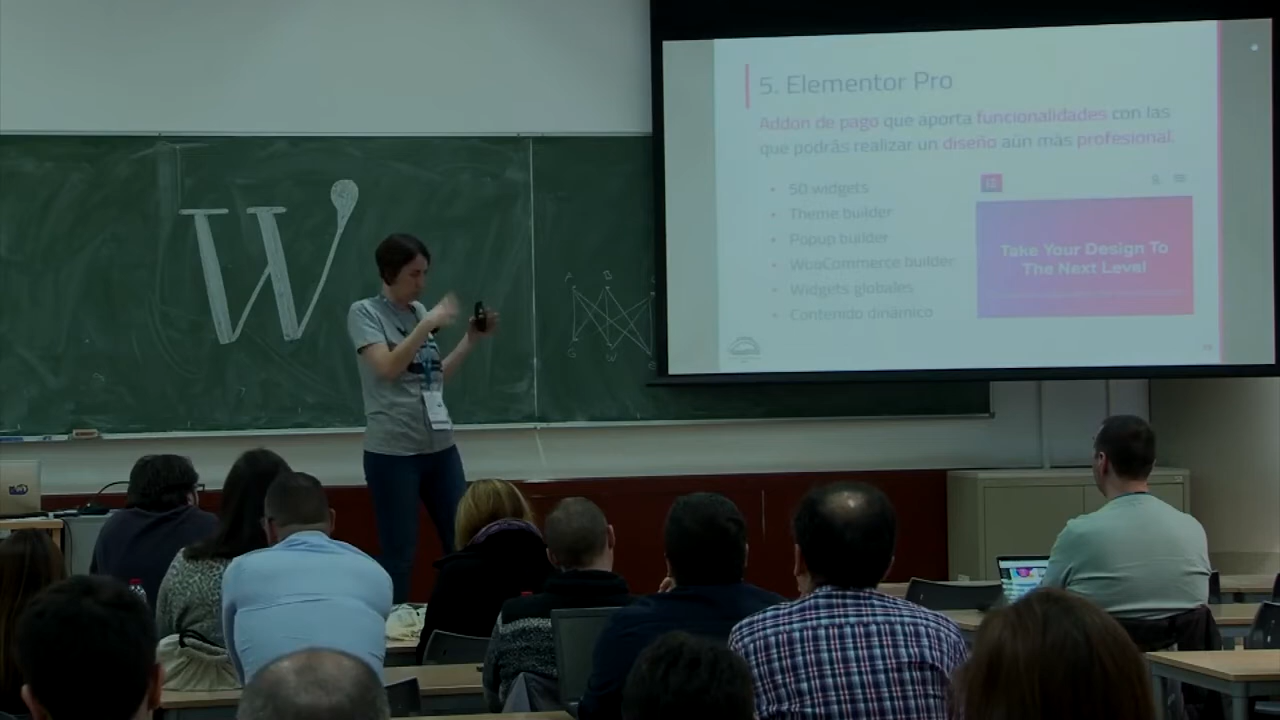 W
5. Elementor Pro
Addon de pago que aporta funcionalidades con las
que podrás realizar un diseño aún más profesional.
• 50 widgets
• Theme builder
• Popup builder
• WooCommerce builder
• Widgets globales
• Contenido dinámico
Take Your Design To
The Next Level